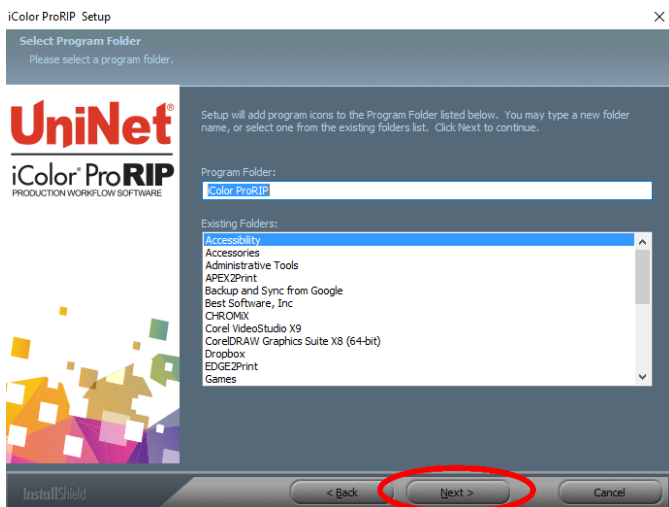 iColor ProRIP Setup
Select Program Folder
Please select a program folder.
UniNet®
iColor® ProRIP
PRODUCTION WORKFLOW SOFTWARE
Setup will add program icons to the Program Folder listed below. You may type a new folder
name, or select one from the existing folders list. Click Next to continue.
Program Folder:
iColor ProRIP
Existing Folders:
Accessibility
Accessories
Administrative Tools
APEX2Print
Backup and Sync from Google
Best Software, Inc
CHROMiX
Corel VideoStudio X9
CorelDRAW Graphics Suite X8 (64-bit)
Dropbox
EDGE2Print
Games
InstallShield
< Back
Next >
Cancel